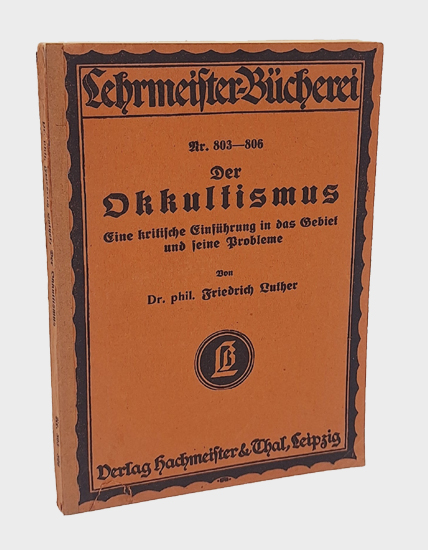 Lehrmeister-Bücherei
Nr. 803—806
Der
Okkultismus
Eine kritische Einführung in das Gebiet
und seine Probleme
Von
Dr. phil. Friedrich Luther
LB
Verlag Hachmeister & Thal, Leipzig